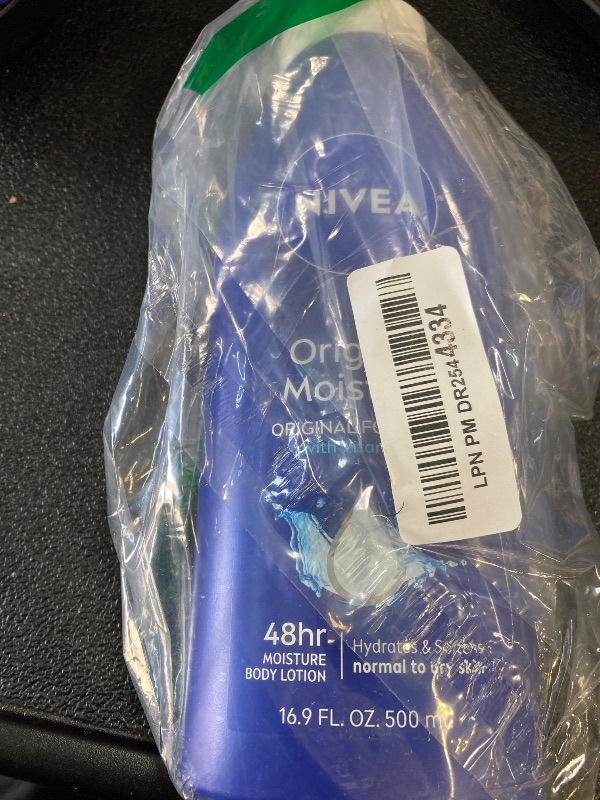 NIVEA
Orig
Mois
ORIGINAL FO
with
LPN PM DR2544334
48hr
MOISTURE
BODY LOTION
Hydrates & Softens
normal to dry skin
16.9 FL. OZ. 500 m